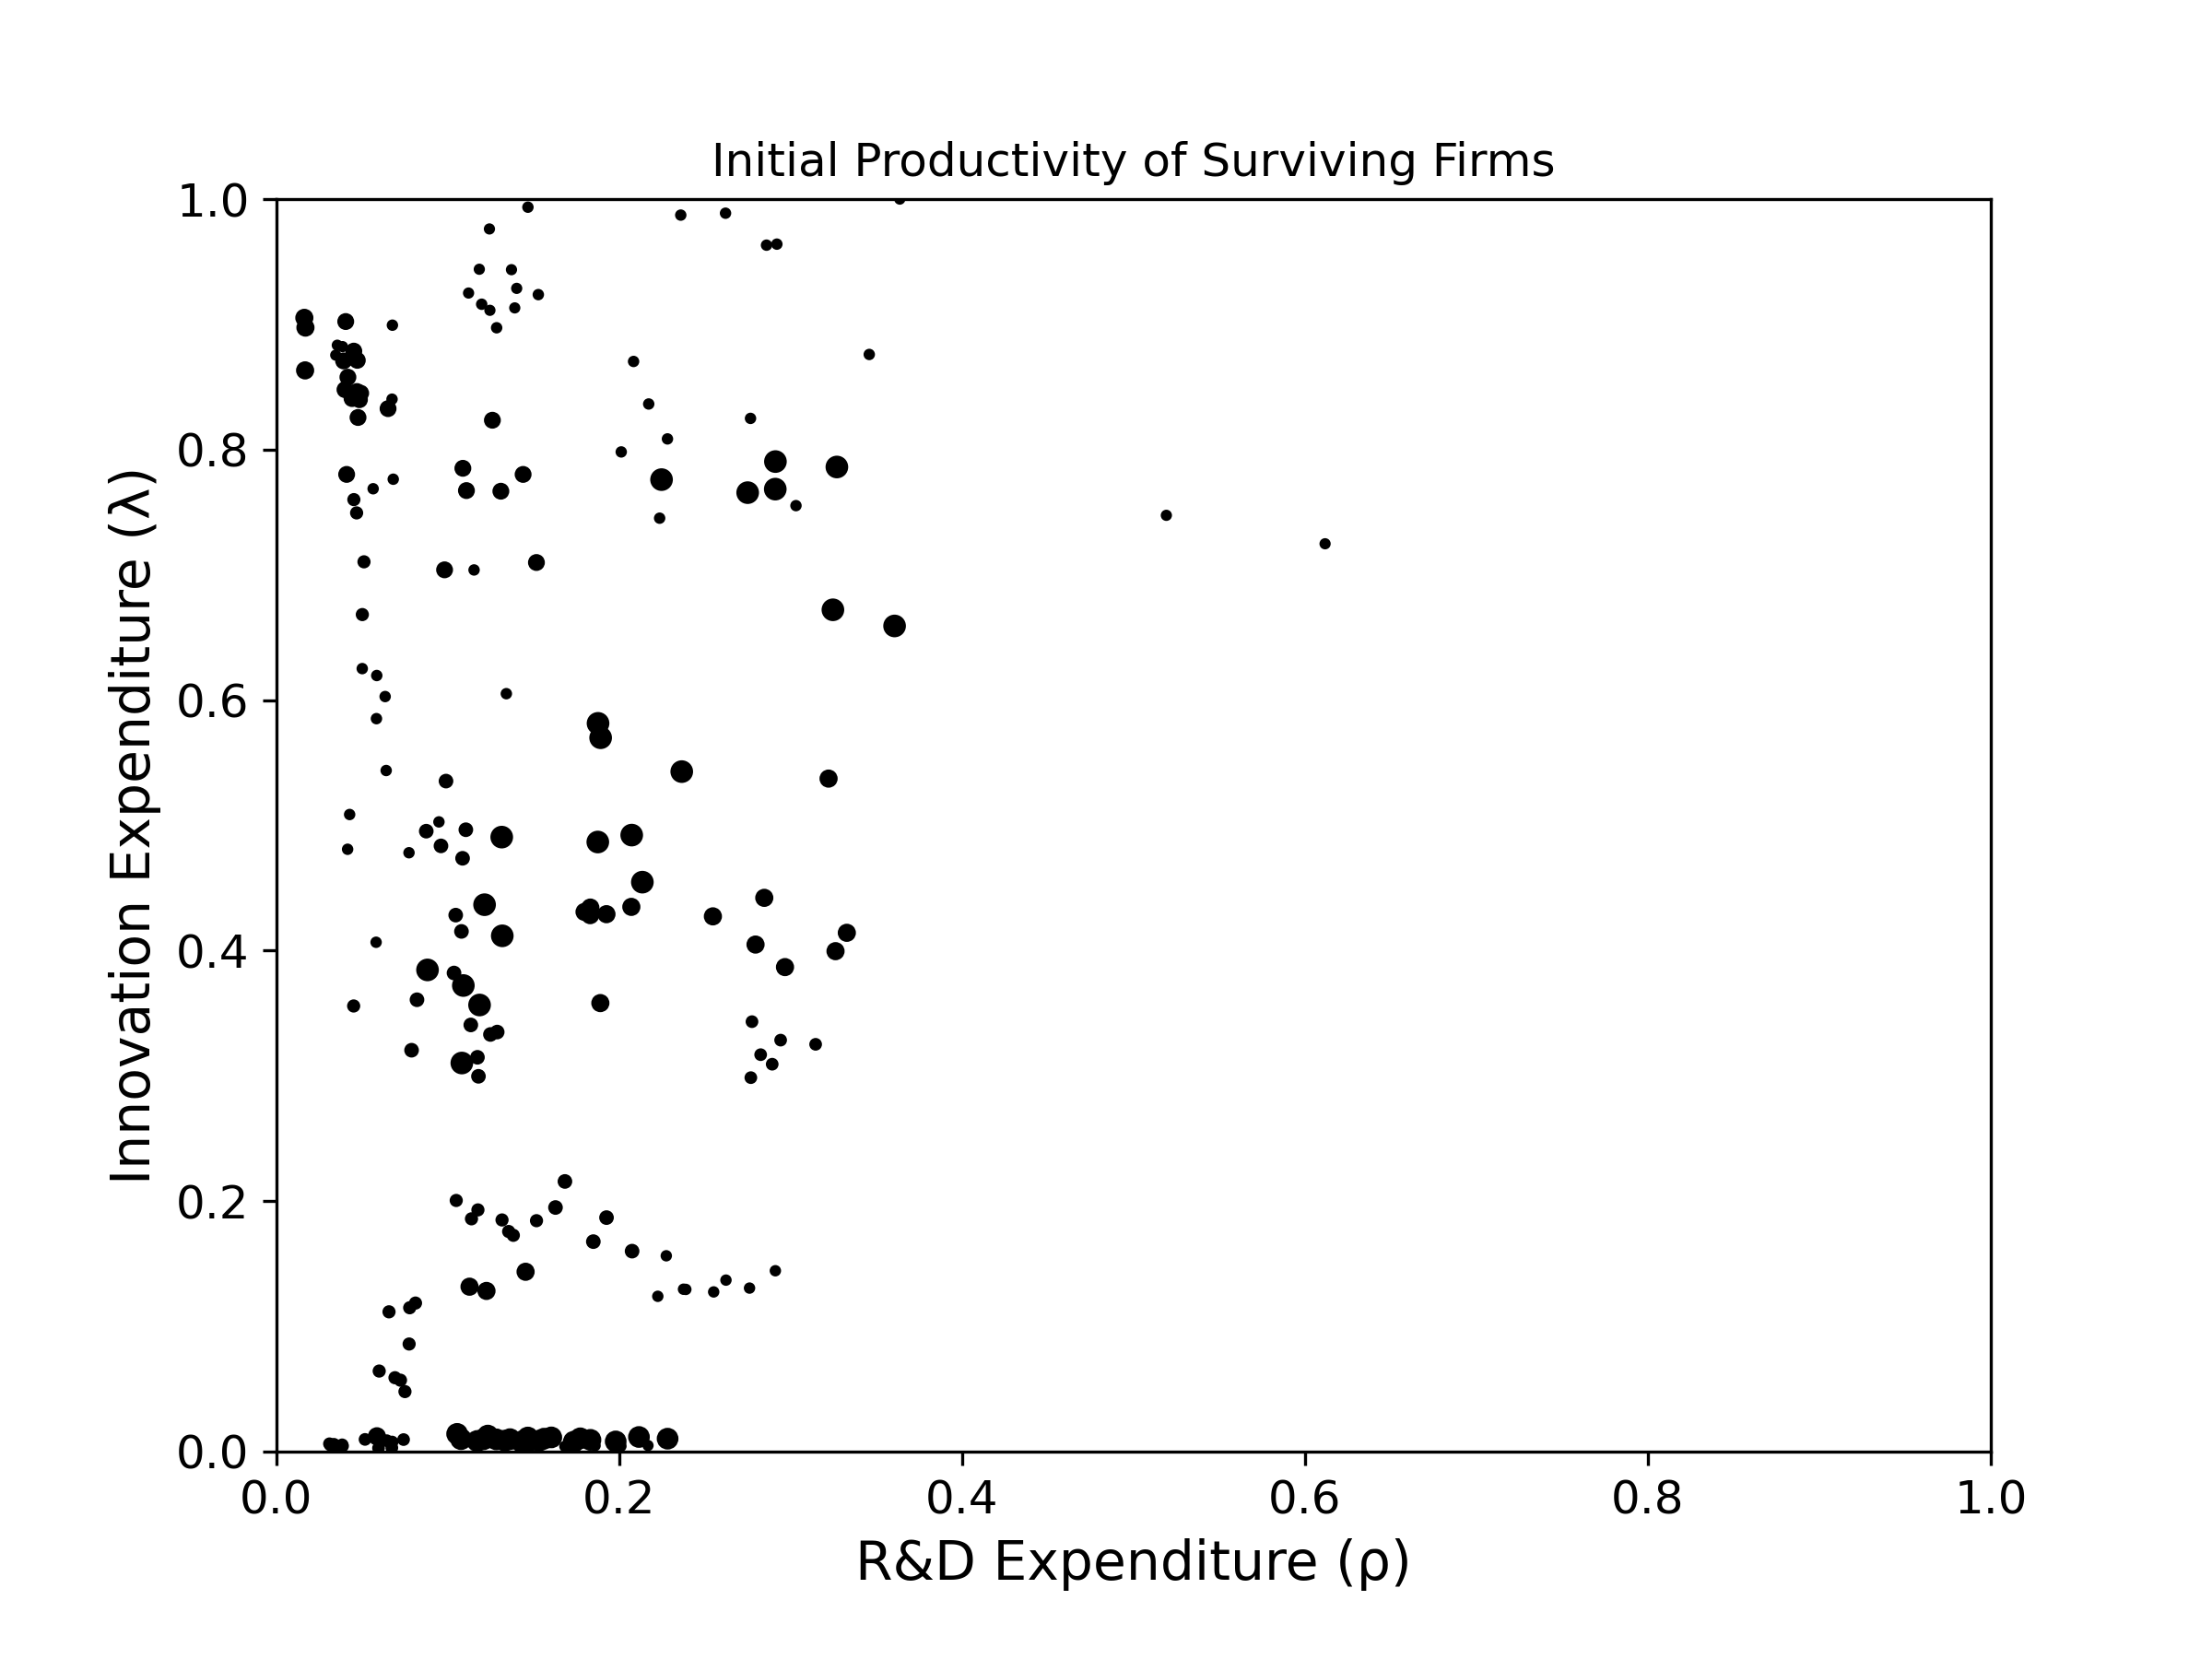 Initial Productivity of Surviving Firms
Innovation Expenditure (λ)
1.0
0.8
0.6
0.4
0.2
0.0
0.0 0.2 0.4 0.6 0.8 1.0
R&D Expenditure (ρ)